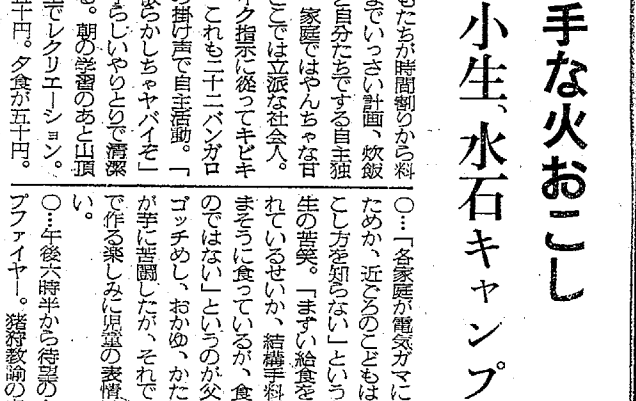 手な火おこし
小生、水石キャンプ
もたちが時間割りから料
までいっさい計画、炊飯
と自分たちでする自主独
家庭ではやんちゃな甘
ここでは立派な社会人。
ク指示に従ってキビキ
これも二十二バンガロ
の掛け声で自主活動。「
散らかしちゃヤバイぞ」
らしいやりとりで清潔
る。朝の学習のあと山頂
でレクリエーション。
五十円。夕食が五十円。
〇…「各家庭が電気ガマに
ためか、近ごろのこどもは
こし方を知らない」という
生の苦笑。「まずい給食を
れているせいか、結構手料
まそうに食っているが、食
のではない」というのが父
ゴッチめし、おかゆ、かた
が芋に苦闘したが、それで
で作る楽しみに児童の表情
い。
〇…午後六時半から待望の
プファイヤー。猪狩教諭の